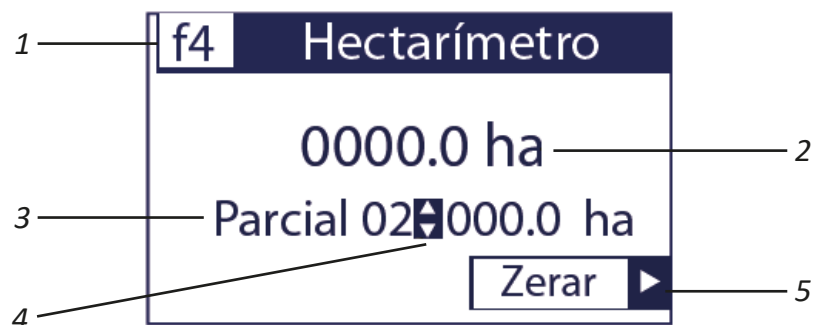 1 f4 Hectarímetro
0000.0 ha 2
3 Parcial 02 000.0 ha
Zerar 5
4